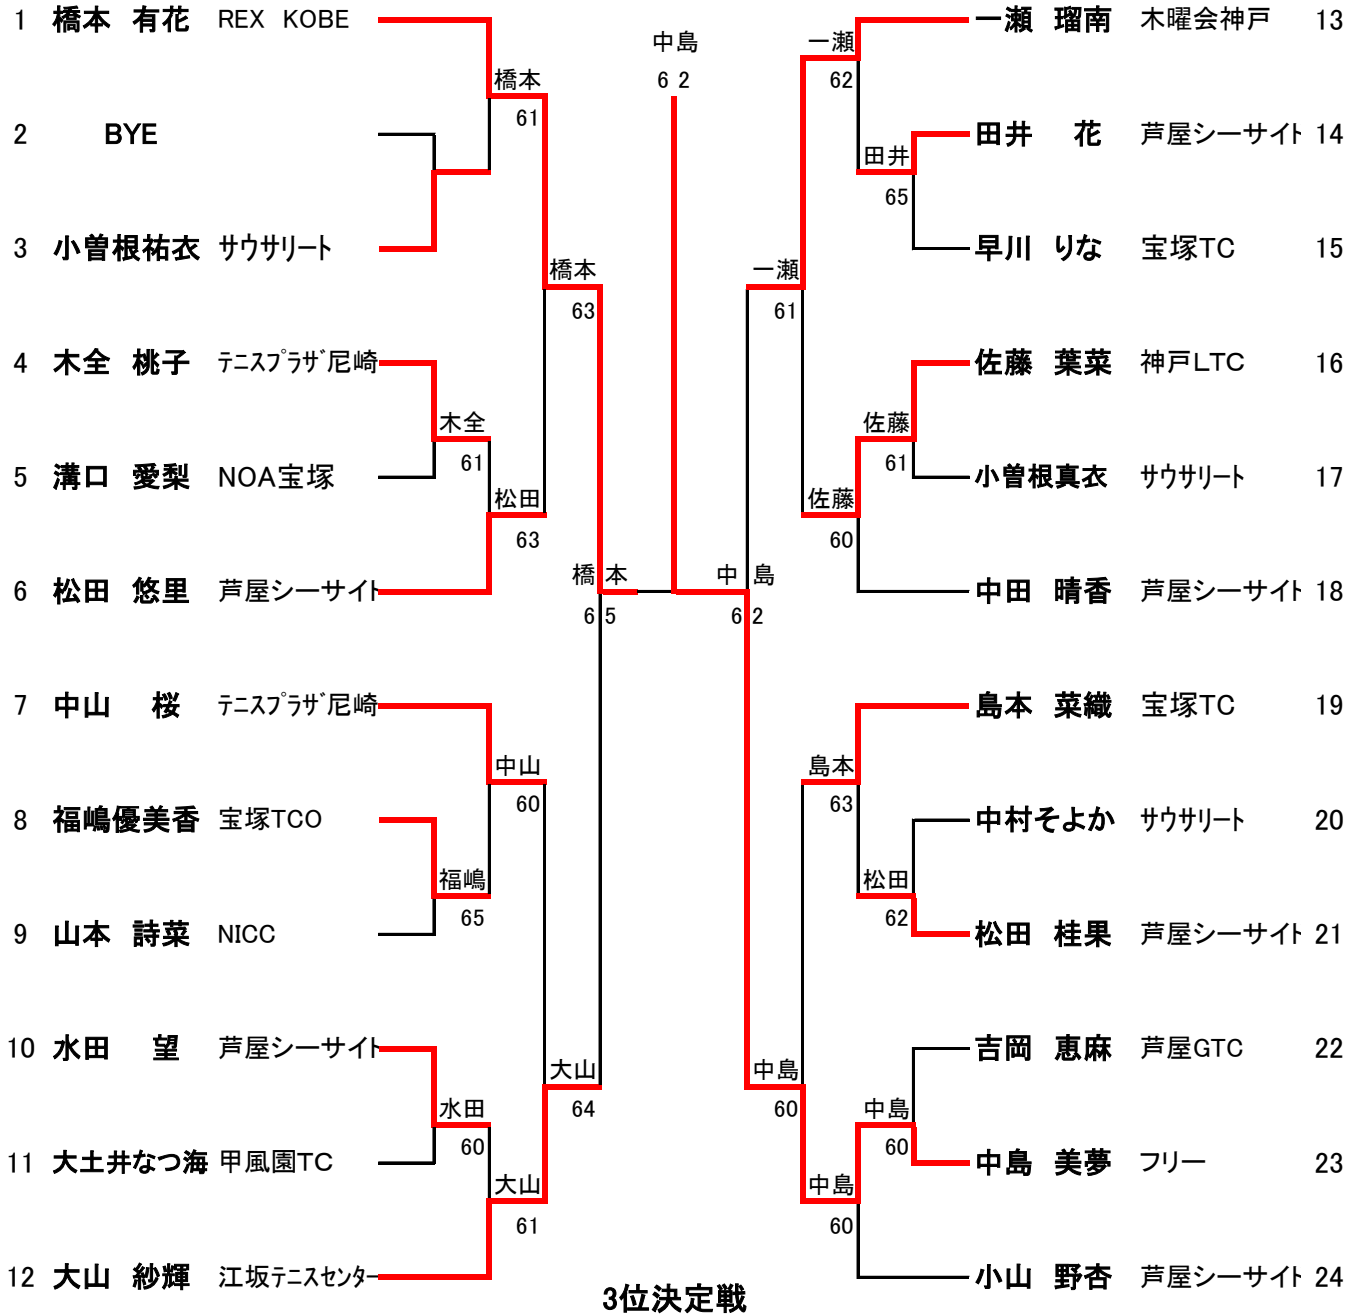 1 橋本 有花 REX KOBE
2 BYE
3 小曽根祐衣 サウサリート
4 木全 桃子 テニスプラザ尼崎
5 溝口 愛梨 NOA宝塚
6 松田 悠里 芦屋シーサイト
7 中山 桜 テニスプラザ尼崎
8 福嶋優美香 宝塚TCO
9 山本 詩菜 NICC
10 水田 望 芦屋シーサイト
11 大土井なつ海 甲風園TC
12 大山 紗輝 江坂テニスセンター
橋本
61
木全
61
松田
63
中山
60
福嶋
65
水田
60
大山
61
橋本
63
大山
64
橋本
65
中島
62
中島
62
一瀬
61
中島
60
一瀬
62
田井
65
佐藤
61
佐藤
60
島本
63
松田
62
中島
60
中島
60
一瀬 瑠南 木曜会神戸 13
田井 花 芦屋シーサイト 14
早川 りな 宝塚TC 15
佐藤 葉菜 神戸LTC 16
小曽根真衣 サウサリート 17
中田 晴香 芦屋シーサイト 18
島本 菜織 宝塚TC 19
中村そよか サウサリート 20
松田 桂果 芦屋シーサイト 21
吉岡 恵麻 芦屋GTC 22
中島 美夢 フリー 23
小山 野杏 芦屋シーサイト 24
3位決定戦